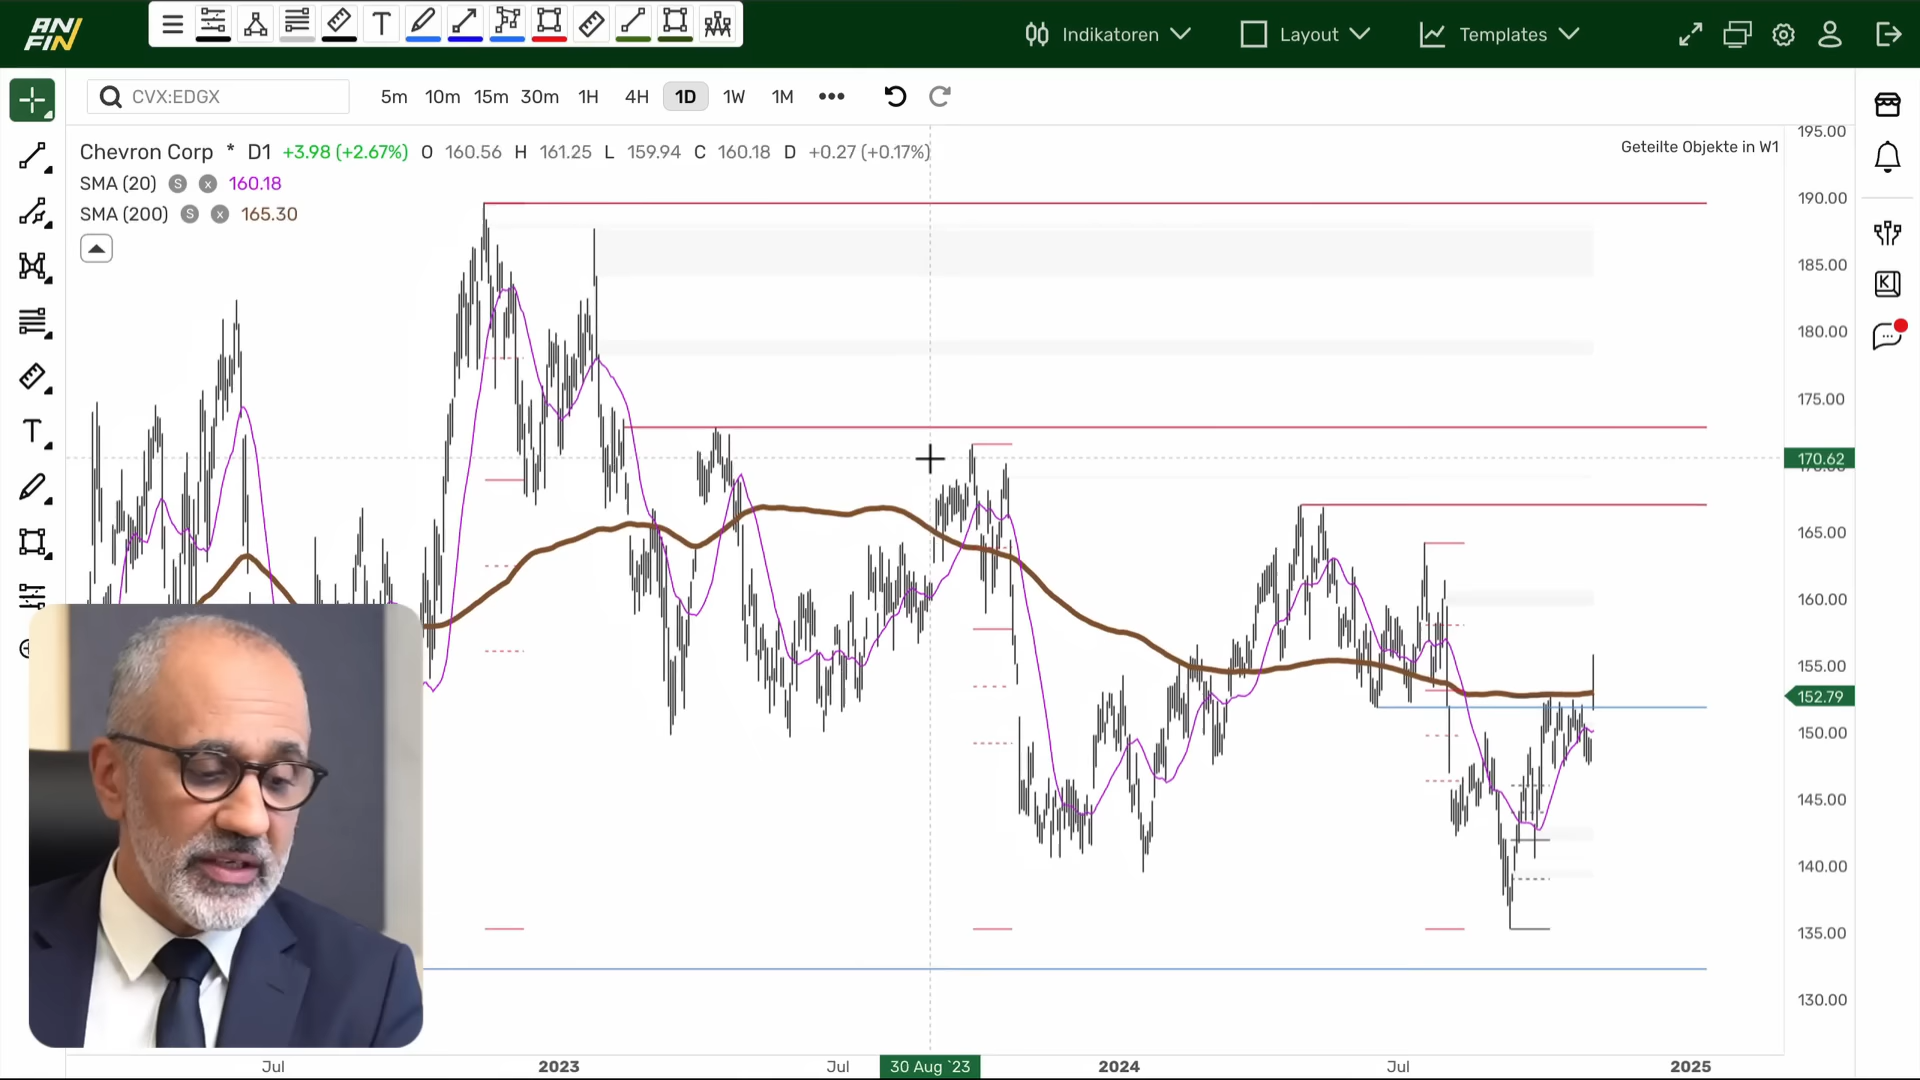 ANFIN
T
Indikatoren
Layout
Templates
CVX:EDGX
5m 10m 15m 30m 1H 4H 1D 1W 1M
Chevron Corp * D1 +3.98 (+2.67%) O 160.56 H 161.25 L 159.94 C 160.18 D +0.27 (+0.17%)
Geteilte Objekte in W1
SMA (20) S x 160.18
SMA (200) S x 165.30
T
K
195.00
190.00
185.00
180.00
175.00
170.62
165.00
160.00
155.00
152.79
150.00
145.00
140.00
135.00
130.00
Jul 2023 Jul 30 Aug `23 2024 Jul 2025